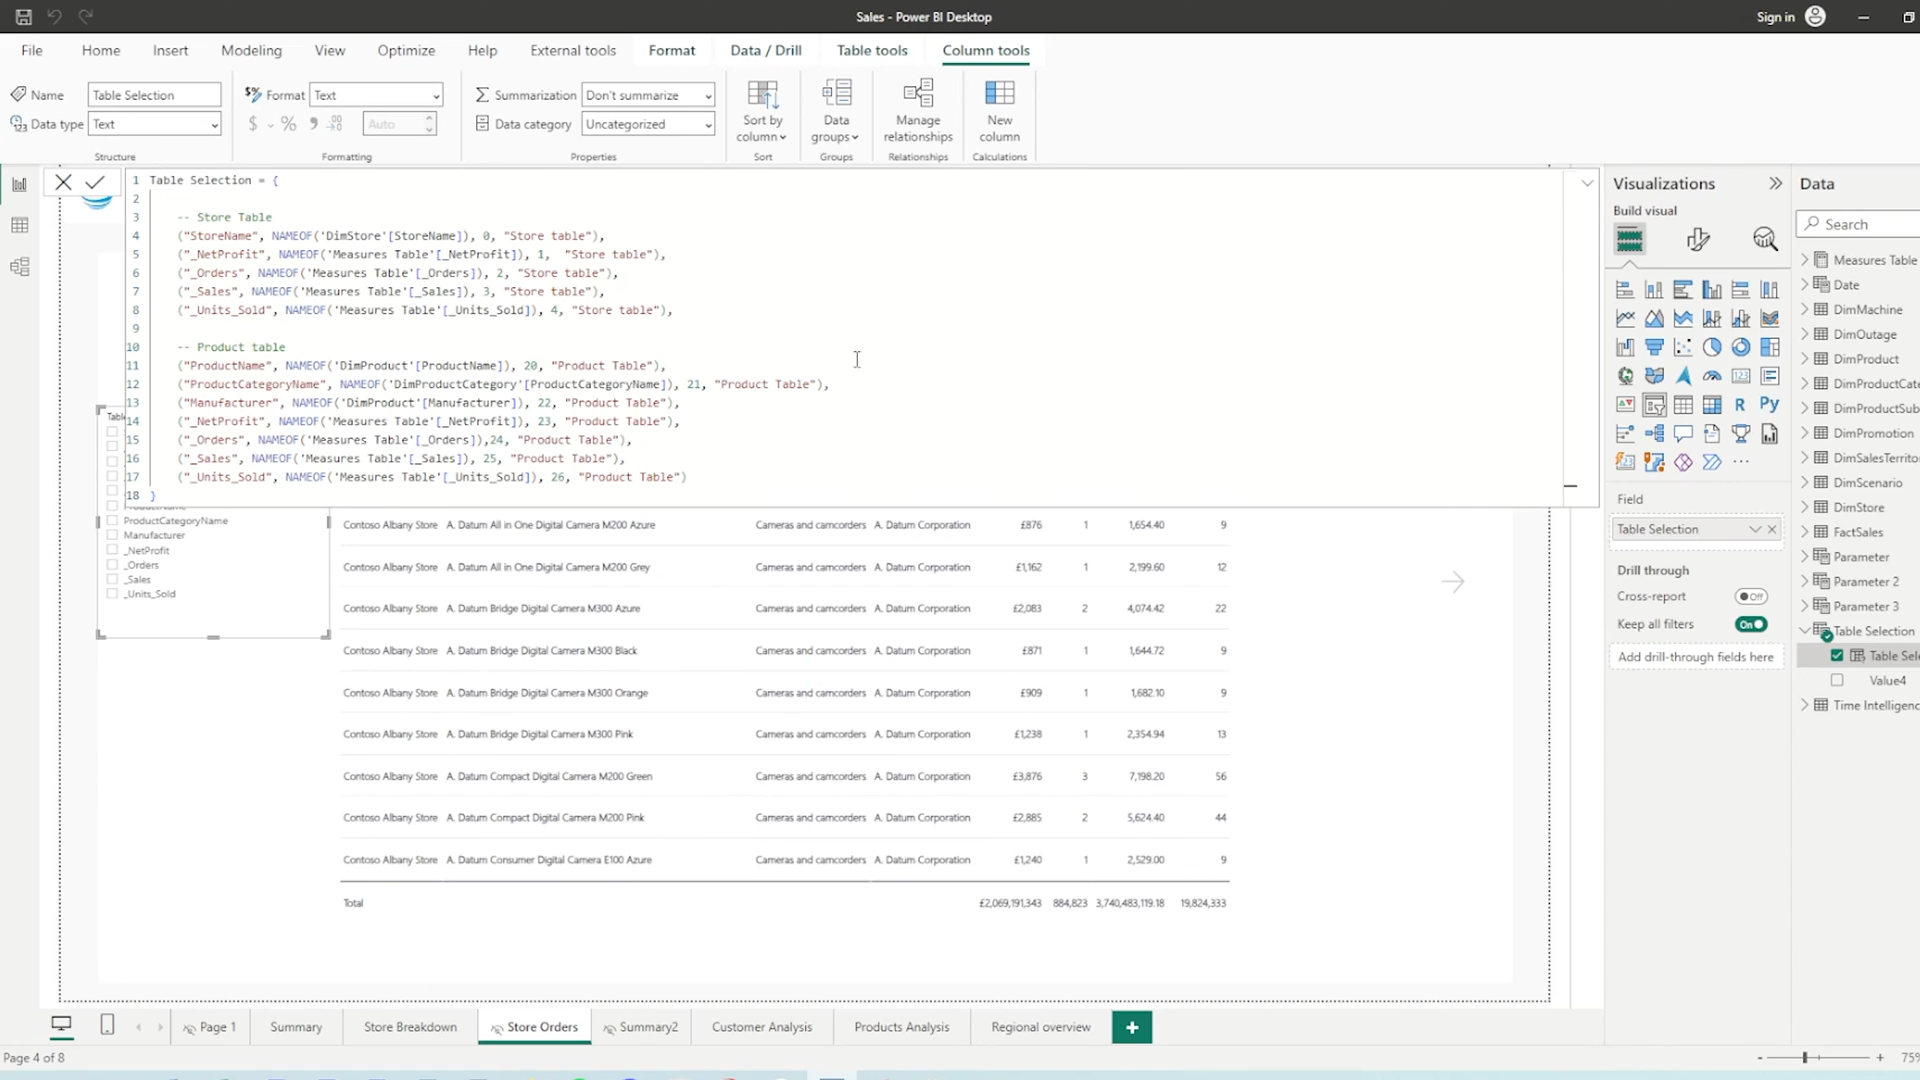 Sales - Power BI Desktop
Sign in
File Home Insert Modeling View Optimize Help External tools Format Data / Drill Table tools Column tools
Name Table Selection
Data type Text
Structure
Format Text
$ % Auto
Formatting
Summarization Don't summarize
Data category Uncategorized
Properties
Sort by column
Sort
Data groups
Groups
Manage relationships
Relationships
New column
Calculations
1 Table Selection = {
2
3 -- Store Table
4 ("StoreName", NAMEOF('DimStore'[StoreName]), 0, "Store table"),
5 ("_NetProfit", NAMEOF('Measures Table'[_NetProfit]), 1, "Store table"),
6 ("_Orders", NAMEOF('Measures Table'[_Orders]), 2, "Store table"),
7 ("_Sales", NAMEOF('Measures Table'[_Sales]), 3, "Store table"),
8 ("_Units_Sold", NAMEOF('Measures Table'[_Units_Sold]), 4, "Store table"),
9
10 -- Product table
11 ("ProductName", NAMEOF('DimProduct'[ProductName]), 20, "Product Table"),
12 ("ProductCategoryName", NAMEOF('DimProductCategory'[ProductCategoryName]), 21, "Product Table"),
13 ("Manufacturer", NAMEOF('DimProduct'[Manufacturer]), 22, "Product Table"),
14 ("_NetProfit", NAMEOF('Measures Table'[_NetProfit]), 23, "Product Table"),
15 ("_Orders", NAMEOF('Measures Table'[_Orders]),24, "Product Table"),
16 ("_Sales", NAMEOF('Measures Table'[_Sales]), 25, "Product Table"),
17 ("_Units_Sold", NAMEOF('Measures Table'[_Units_Sold]), 26, "Product Table")
18 }
ProductCategoryName
Manufacturer
_NetProfit
_Orders
_Sales
_Units_Sold
Contoso Albany Store A. Datum All in One Digital Camera M200 Azure Cameras and camcorders A. Datum Corporation £876 1 1,654.40 9
Contoso Albany Store A. Datum All in One Digital Camera M200 Grey Cameras and camcorders A. Datum Corporation £1,162 1 2,199.60 12
Contoso Albany Store A. Datum Bridge Digital Camera M300 Azure Cameras and camcorders A. Datum Corporation £2,083 2 4,074.42 22
Contoso Albany Store A. Datum Bridge Digital Camera M300 Black Cameras and camcorders A. Datum Corporation £871 1 1,644.72 9
Contoso Albany Store A. Datum Bridge Digital Camera M300 Orange Cameras and camcorders A. Datum Corporation £909 1 1,682.10 9
Contoso Albany Store A. Datum Bridge Digital Camera M300 Pink Cameras and camcorders A. Datum Corporation £1,238 1 2,354.94 13
Contoso Albany Store A. Datum Compact Digital Camera M200 Green Cameras and camcorders A. Datum Corporation £3,876 3 7,198.20 56
Contoso Albany Store A. Datum Compact Digital Camera M200 Pink Cameras and camcorders A. Datum Corporation £2,885 2 5,624.40 44
Contoso Albany Store A. Datum Consumer Digital Camera E100 Azure Cameras and camcorders A. Datum Corporation £1,240 1 2,529.00 9
Total £2,069,191,343 884,823 3,740,483,119.18 19,824,333
Visualizations
Build visual
R Py
Field
Table Selection
Drill through
Cross-report Off
Keep all filters On
Add drill-through fields here
Data
Search
Measures Table
Date
DimMachine
DimOutage
DimProduct
DimProductCate
DimProductSub
DimPromotion
DimSalesTerrito
DimScenario
DimStore
FactSales
Parameter
Parameter 2
Parameter 3
Table Selection
Table Sel
Value4
Time Intelligenc
Page 1 Summary Store Breakdown Store Orders Summary2 Customer Analysis Products Analysis Regional overview
Page 4 of 8
- + 75%